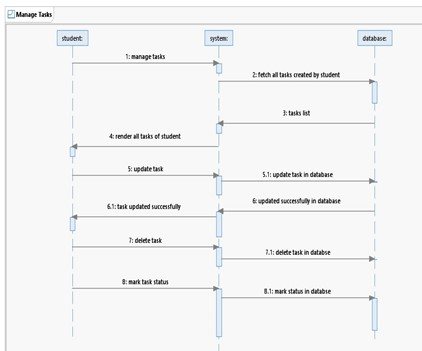 Manage Tasks
student: system: database:
1: manage tasks
2: fetch all tasks created by student
3: tasks list
4: render all tasks of student
5: update task
5.1: update task in database
6: updated successfully in database
6.1: task updated successfully
7: delete task
7.1: delete task in databse
8: mark task status
8.1: mark status in databse